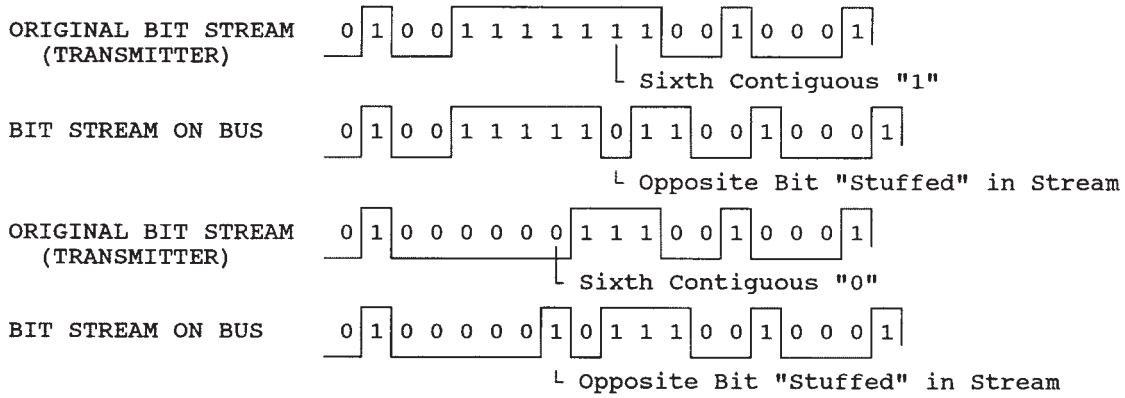 ORIGINAL BIT STREAM 0 1 0 0 1 1 1 1 1 1 1 0 0 1 0 0 0 1
(TRANSMITTER)
Sixth Contiguous "1"
BIT STREAM ON BUS 0 1 0 0 1 1 1 1 1 0 1 1 0 0 1 0 0 0 1
Opposite Bit "Stuffed" in Stream
ORIGINAL BIT STREAM 0 1 0 0 0 0 0 0 1 1 1 0 0 1 0 0 0 1
(TRANSMITTER)
Sixth Contiguous "0"
BIT STREAM ON BUS 0 1 0 0 0 0 0 1 0 1 1 1 0 0 1 0 0 0 1
Opposite Bit "Stuffed" in Stream